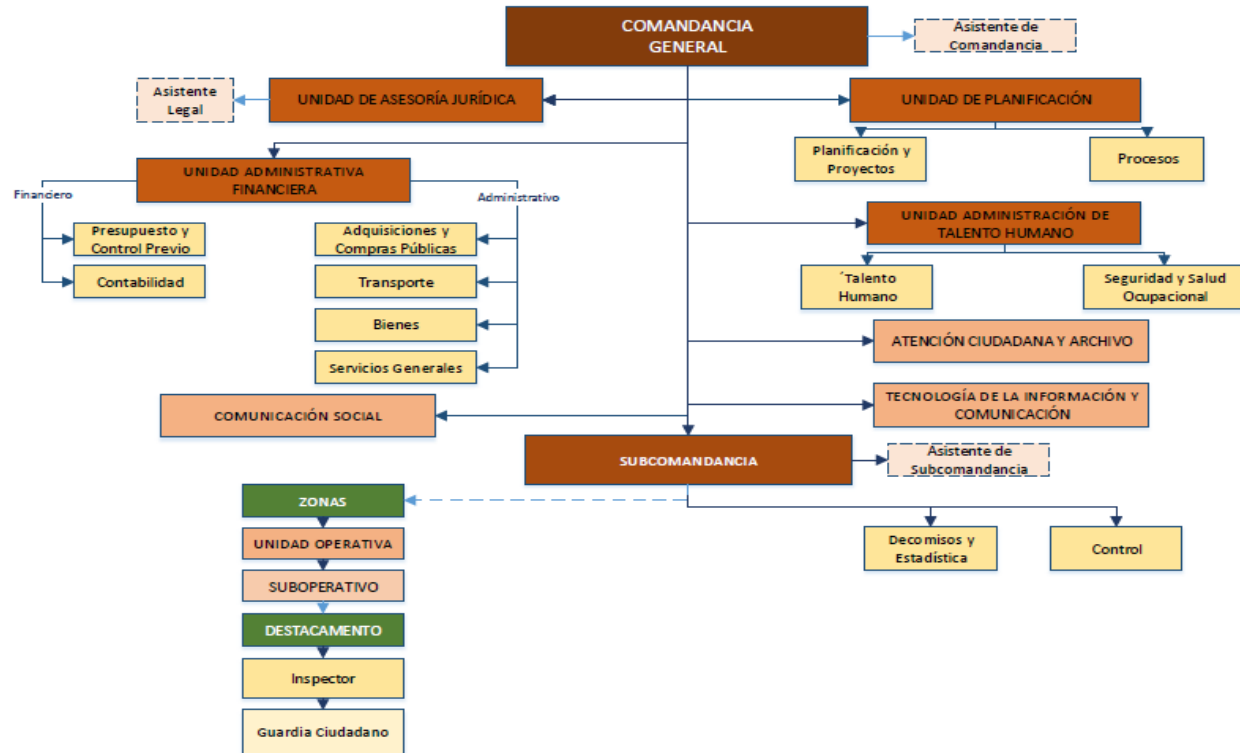 COMANDANCIA
GENERAL
Asistente de
Comandancia
Asistente
Legal
UNIDAD DE ASESORÍA JURÍDICA
UNIDAD DE PLANIFICACIÓN
Planificación y
Proyectos
Procesos
UNIDAD ADMINISTRATIVA
FINANCIERA
Financiero
Administrativo
Presupuesto y
Control Previo
Contabilidad
Adquisiciones y
Compras Públicas
Transporte
Bienes
Servicios Generales
UNIDAD ADMINISTRACIÓN DE
TALENTO HUMANO
´Talento
Humano
Seguridad y Salud
Ocupacional
ATENCIÓN CIUDADANA Y ARCHIVO
COMUNICACIÓN SOCIAL
TECNOLOGÍA DE LA INFORMACIÓN Y
COMUNICACIÓN
SUBCOMANDANCIA
Asistente de
Subcomandancia
ZONAS
UNIDAD OPERATIVA
SUBOPERATIVO
DESTACAMENTO
Inspector
Guardia Ciudadano
Decomisos y
Estadística
Control